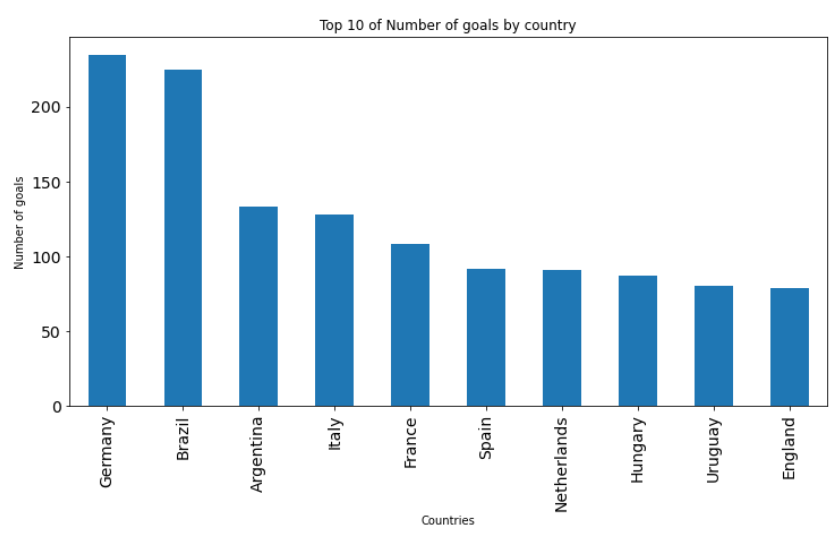 Top 10 of Number of goals by country
Number of goals
200
150
100
50
0
Germany
Brazil
Argentina
Italy
France
Spain
Netherlands
Hungary
Uruguay
England
Countries